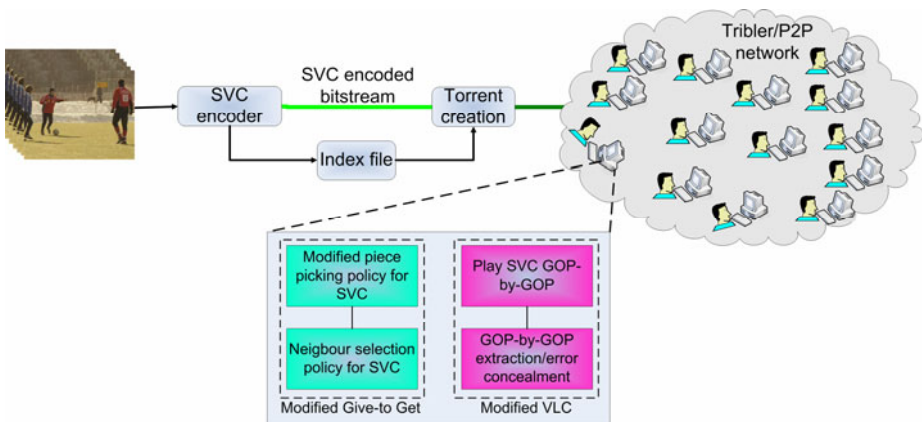 Tribler/P2P
network
SVC encoded
bitstream
SVC
encoder
Torrent
creation
Index file
Modified piece
picking policy for
SVC
Neigbour selection
policy for SVC
Modified Give-to Get
Play SVC GOP-
by-GOP
GOP-by-GOP
extraction/error
concealment
Modified VLC